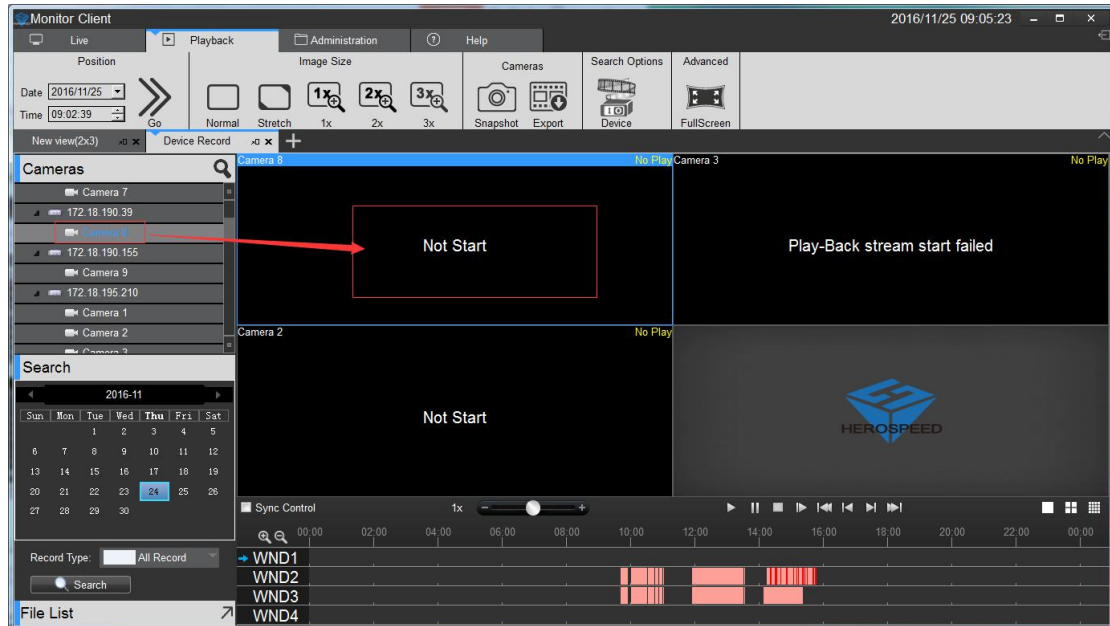 Monitor Client 2016/11/25 09:05:23
Live Playback Administration Help
Position Image Size Cameras Search Options Advanced
Date 2016/11/25
Time 09:02:39
Go Normal Stretch 1x 2x 3x Snapshot Export Device FullScreen
New view(2x3) Device Record
Cameras
Camera 7
172.18.190.39
172.18.190.155
Camera 9
172.18.195.210
Camera 1
Camera 2
Camera 3
Search
2016-11
Sun Mon Tue Wed Thu Fri Sat
1 2 3 4 5
6 7 8 9 10 11 12
13 14 15 16 17 18 19
20 21 22 23 24 25 26
27 28 29 30
Record Type: All Record
Search
File List
Camera 8 No Play
Not Start
Camera 3 No Play
Play-Back stream start failed
Camera 2 No Play
Not Start
HEROSPEED
Sync Control 1x
00:00 02:00 04:00 06:00 08:00 10:00 12:00 14:00 16:00 18:00 20:00 22:00 00:00
WND1
WND2
WND3
WND4